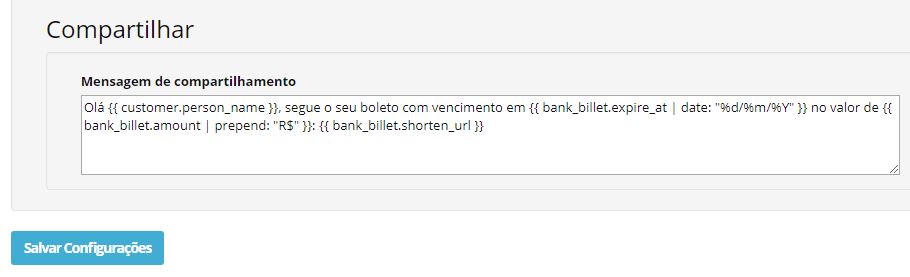 Compartilhar
Mensagem de compartilhamento
Olá {{ customer.person_name }}, segue o seu boleto com vencimento em {{ bank_billet.expire_at | date: "%d/%m/%Y" }} no valor de {{
bank_billet.amount | prepend: "R$" }}: {{ bank_billet.shorten_url }}
Salvar Configurações